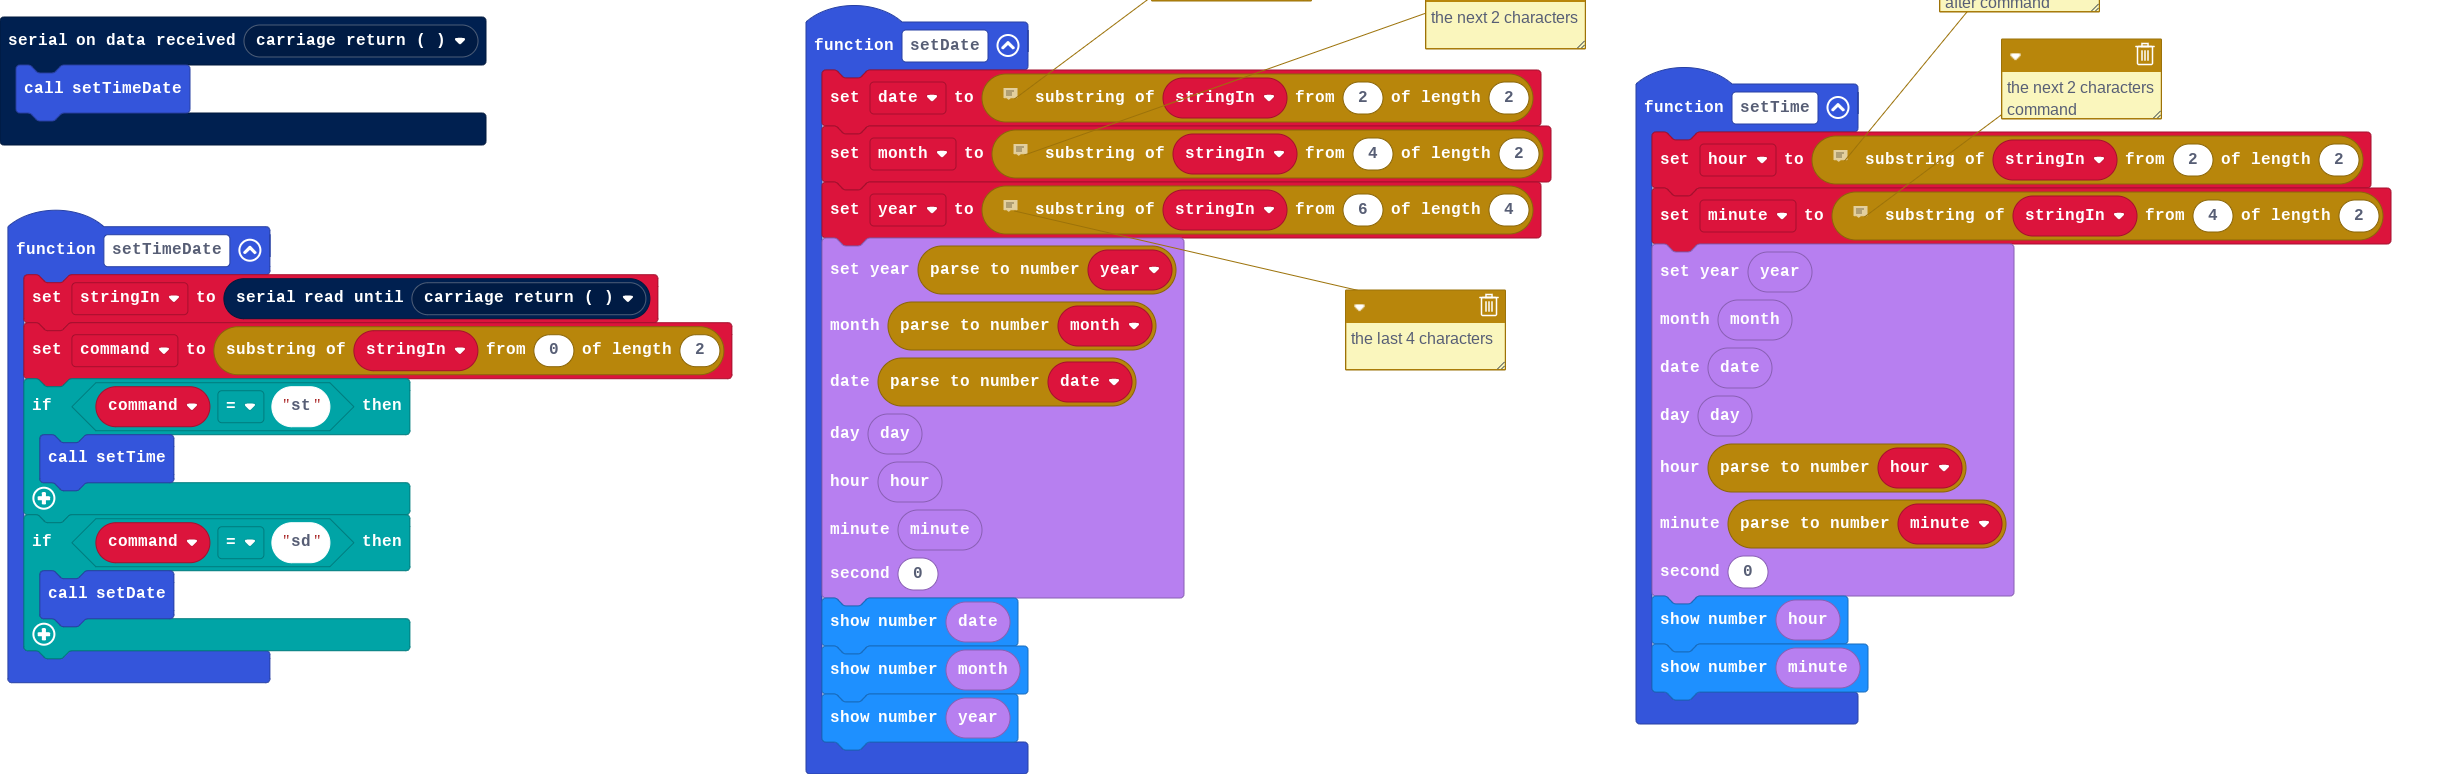 serial on data received carriage return ( )
call setTimeDate
function setTimeDate
set stringIn to serial read until carriage return ( )
set command to substring of stringIn from 0 of length 2
if command = "st" then
call setTime
if command = "sd" then
call setDate
the next 2 characters
function setDate
set date to substring of stringIn from 2 of length 2
set month to substring of stringIn from 4 of length 2
set year to substring of stringIn from 6 of length 4
set year parse to number year
month parse to number month
date parse to number date
day day
hour hour
minute minute
second 0
show number date
show number month
show number year
the last 4 characters
after command
the next 2 characters
command
function setTime
set hour to substring of stringIn from 2 of length 2
set minute to substring of stringIn from 4 of length 2
set year year
month month
date date
day day
hour parse to number hour
minute parse to number minute
second 0
show number hour
show number minute